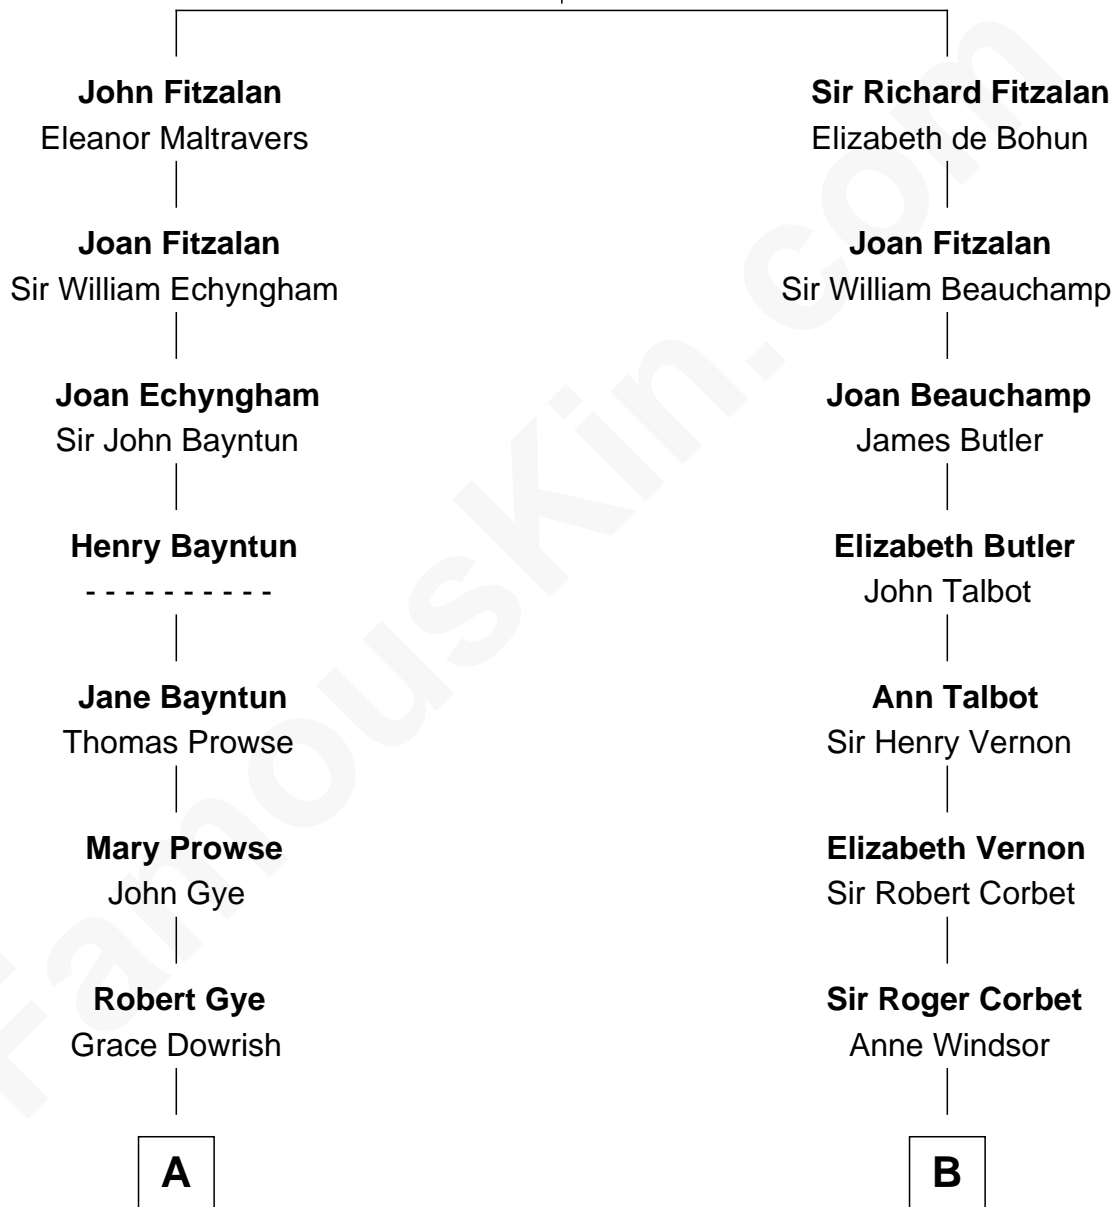 John Fitzalan
Eleanor Maltravers
Joan Fitzalan
Sir William Echyngham
Joan Echyngham
Sir John Bayntun
Henry Bayntun
- - - - - - - - - -
Jane Bayntun
Thomas Prowse
Mary Prowse
John Gye
Robert Gye
Grace Dowrish
A
Sir Richard Fitzalan
Elizabeth de Bohun
Joan Fitzalan
Sir William Beauchamp
Joan Beauchamp
James Butler
Elizabeth Butler
John Talbot
Ann Talbot
Sir Henry Vernon
Elizabeth Vernon
Sir Robert Corbet
Sir Roger Corbet
Anne Windsor
B
FamousKin.com